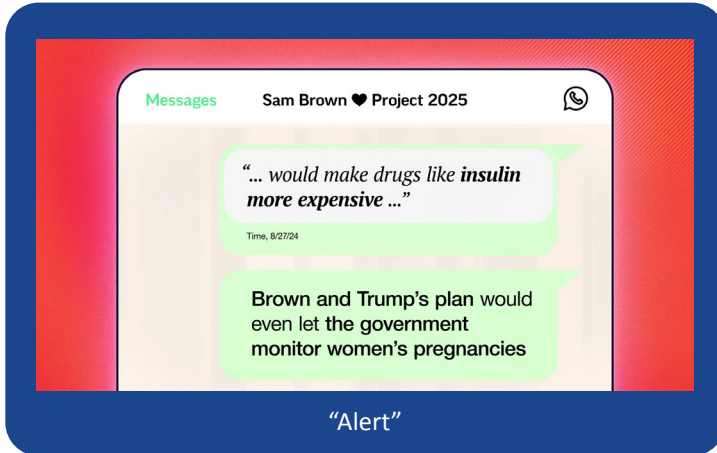 Messages Sam Brown ♥ Project 2025
“... would make drugs like insulin
more expensive ...”
Time, 8/27/24
Brown and Trump’s plan would
even let the government
monitor women’s pregnancies
“Alert”